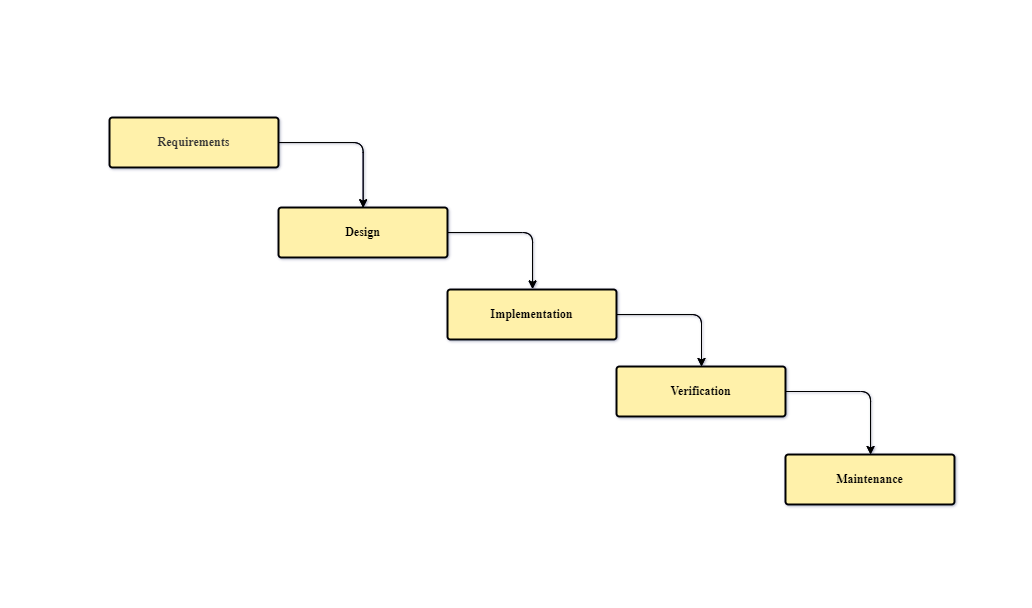 Requirements
Design
Implementation
Verification
Maintenance